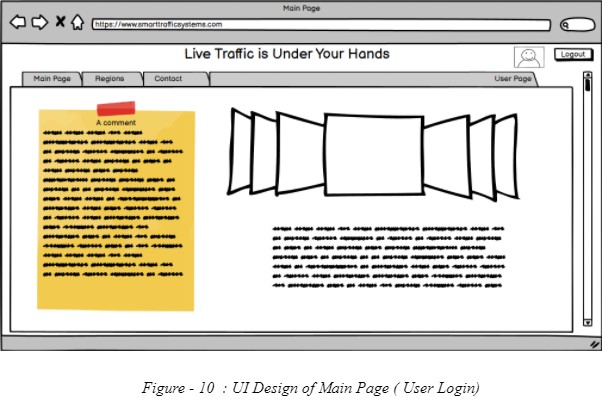 Main Page
https://www.smarttrafficsystems.com
Live Traffic is Under Your Hands
Logout
Main Page
Regions
Contact
User Page
A comment
Figure - 10  : UI Design of Main Page ( User Login)